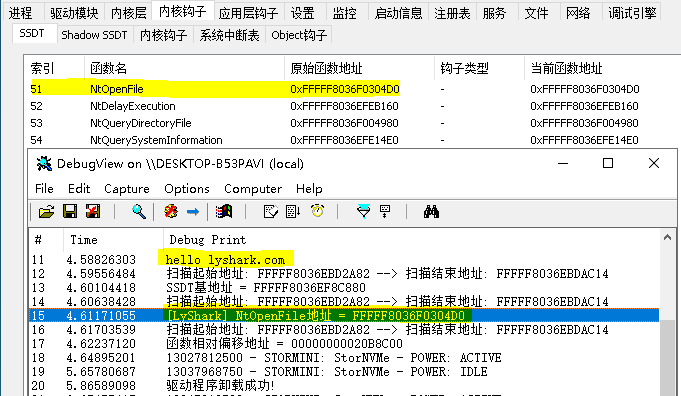 进程 驱动模块 内核层 内核钩子 应用层钩子 设置 监控 启动信息 注册表 服务 文件 网络 调试引擎
SSDT Shadow SSDT 内核钩子 系统中断表 Object钩子
索引 函数名 原始函数地址 钩子类型 当前函数地址
51 NtOpenFile 0xFFFFF8036F0304D0 - 0xFFFFF8036F0304D0
52 NtDelayExecution 0xFFFFF8036EFEB160 - 0xFFFFF8036EFEB160
53 NtQueryDirectoryFile 0xFFFFF8036F004980 - 0xFFFFF8036F004980
54 NtQuerySystemInformation 0xFFFFF8036EFE14E0 - 0xFFFFF8036EFE14E0
DebugView on \\DESKTOP-B53PAVI (local)
File Edit Capture Options Computer Help
# Time Debug Print
11 4.58826303 hello lyshark.com
12 4.59556484 扫描起始地址: FFFFF8036EBD2A82 --> 扫描结束地址: FFFFF8036EBDAC14
13 4.60104418 SSDT基地址 = FFFFF8036EF8C880
14 4.60638428 扫描起始地址: FFFFF8036EBD2A82 --> 扫描结束地址: FFFFF8036EBDAC14
15 4.61171055 [LyShark] NtOpenFile地址 = FFFFF8036F0304D0
16 4.61703539 扫描起始地址: FFFFF8036EBD2A82 --> 扫描结束地址: FFFFF8036EBDAC14
17 4.62237120 函数相对偏移地址 = 00000000020B8C00
18 4.64895201 13027812500 - STORMINI: StorNVMe - POWER: ACTIVE
19 5.65780687 13037968750 - STORMINI: StorNVMe - POWER: IDLE
20 5.86589098 驱动程序卸载成功!